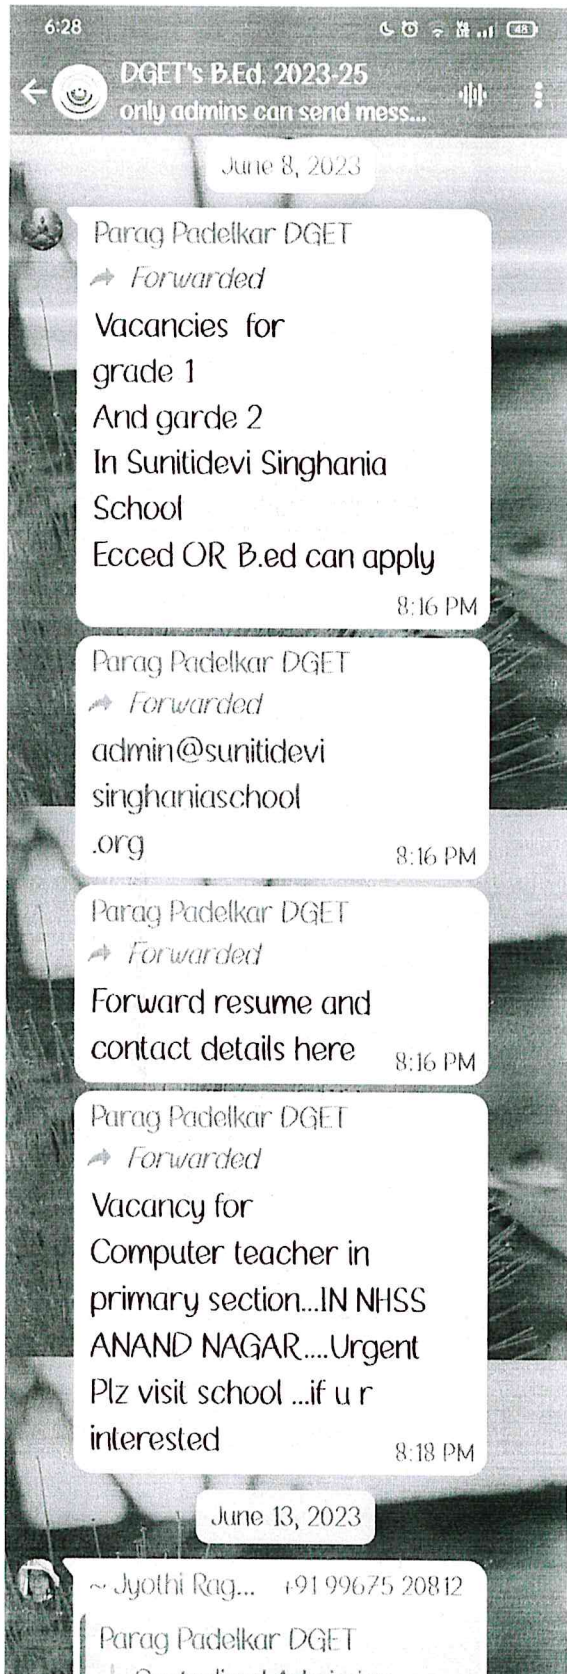 6:28
48
DGET's B.Ed. 2023-25
only admins can send mess...
June 8, 2023
Parag Padelkar DGET
Forwarded
Vacancies for
grade 1
And garde 2
In Sunitidevi Singhania
School
Ecced OR B.ed can apply
8:16 PM
Parag Padelkar DGET
Forwarded
admin@sunitidevi
singhaniaschool
.org
8:16 PM
Parag Padelkar DGET
Forwarded
Forward resume and
contact details here
8:16 PM
Parag Padelkar DGET
Forwarded
Vacancy for
Computer teacher in
primary section...IN NHSS
ANAND NAGAR....Urgent
Plz visit school ...if u r
interested
8:18 PM
June 13, 2023
~ Jyothi Rag... +91 99675 20812
Parag Padelkar DGET